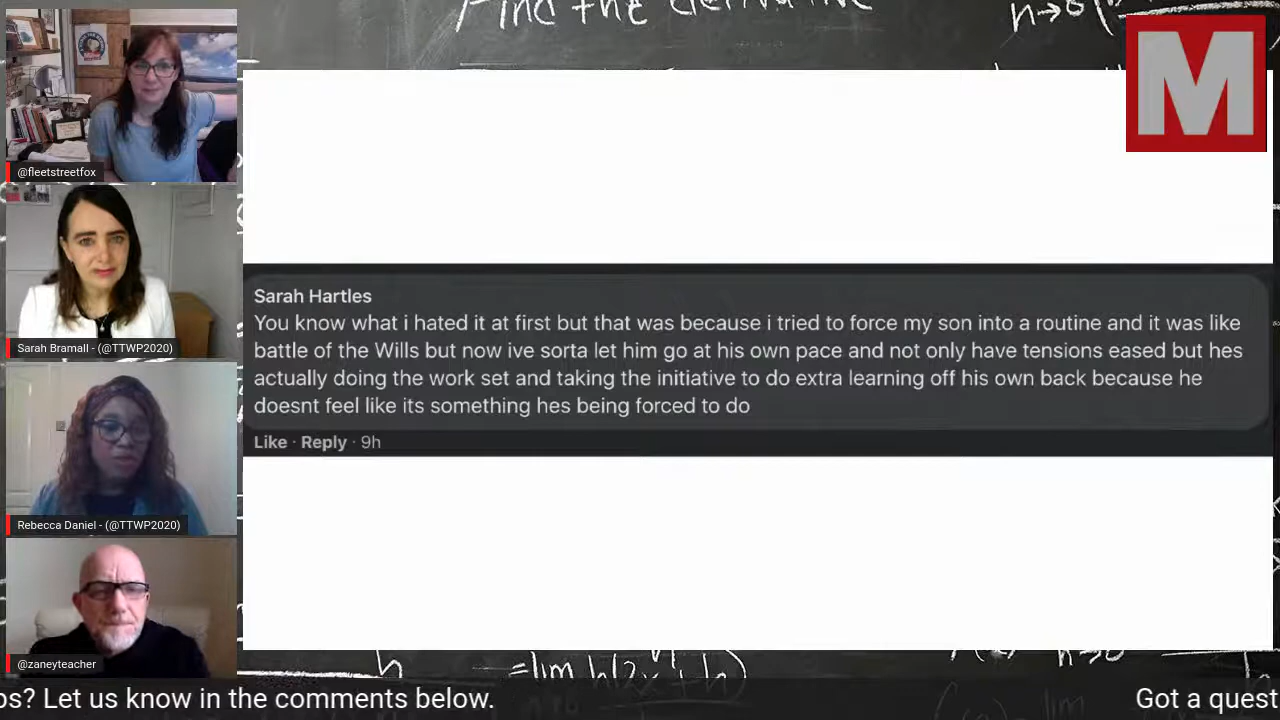 Find the derivative
M
@fleetstreetfox
Sarah Bramall - (@TTWP2020)
Rebecca Daniel - (@TTWP2020)
@zaneyteacher
Sarah Hartles
You know what i hated it at first but that was because i tried to force my son into a routine and it was like
battle of the Wills but now ive sorta let him go at his own pace and not only have tensions eased but hes
actually doing the work set and taking the initiative to do extra learning off his own back because he
doesnt feel like its something hes being forced to do
Like · Reply · 9h
=lim h(2x+h)
ps? Let us know in the comments below.
Got a quest